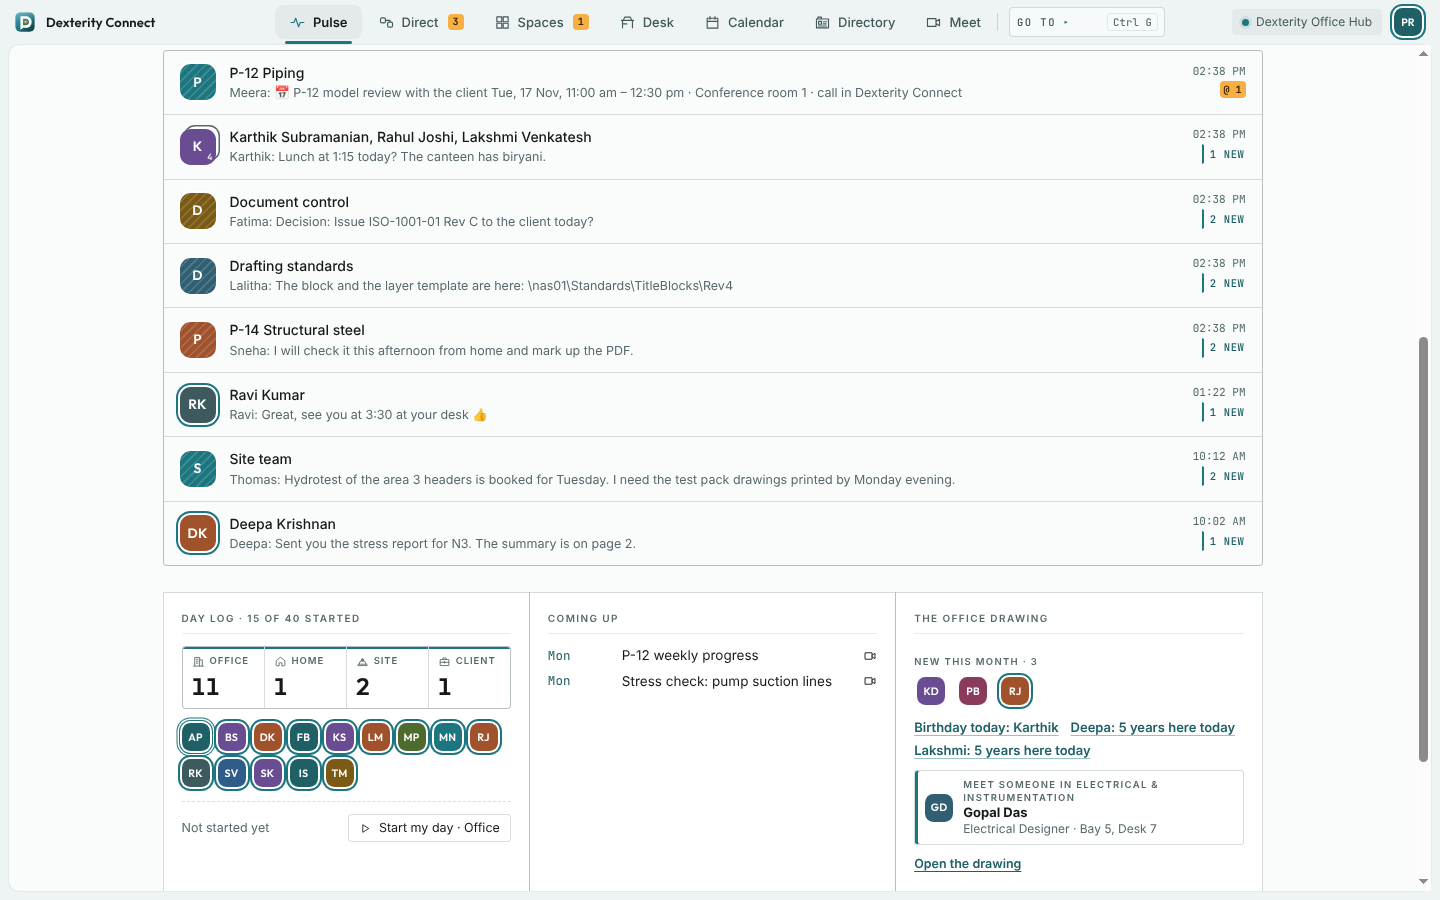 Dexterity Connect
Pulse
Direct 3
Spaces 1
Desk
Calendar
Directory
Meet
GO TO ▸ Ctrl G
Dexterity Office Hub
PR
P
P-12 Piping
02:38 PM
Meera: 📅 P-12 model review with the client Tue, 17 Nov, 11:00 am – 12:30 pm · Conference room 1 · call in Dexterity Connect
@ 1
K 4
Karthik Subramanian, Rahul Joshi, Lakshmi Venkatesh
02:38 PM
Karthik: Lunch at 1:15 today? The canteen has biryani.
1 NEW
D
Document control
02:38 PM
Fatima: Decision: Issue ISO-1001-01 Rev C to the client today?
2 NEW
D
Drafting standards
02:38 PM
Lalitha: The block and the layer template are here: \nas01\Standards\TitleBlocks\Rev4
2 NEW
P
P-14 Structural steel
02:38 PM
Sneha: I will check it this afternoon from home and mark up the PDF.
2 NEW
RK
Ravi Kumar
01:22 PM
Ravi: Great, see you at 3:30 at your desk 👍
1 NEW
S
Site team
10:12 AM
Thomas: Hydrotest of the area 3 headers is booked for Tuesday. I need the test pack drawings printed by Monday evening.
2 NEW
DK
Deepa Krishnan
10:02 AM
Deepa: Sent you the stress report for N3. The summary is on page 2.
1 NEW
DAY LOG · 15 OF 40 STARTED
OFFICE HOME SITE CLIENT
11 1 2 1
AP BS DK FB KS LM MP MN RJ
RK SV SK IS TM
Not started yet
Start my day · Office
COMING UP
Mon P-12 weekly progress
Mon Stress check: pump suction lines
THE OFFICE DRAWING
NEW THIS MONTH · 3
KD PB RJ
Birthday today: Karthik Deepa: 5 years here today
Lakshmi: 5 years here today
GD
MEET SOMEONE IN ELECTRICAL &
INSTRUMENTATION
Gopal Das
Electrical Designer · Bay 5, Desk 7
Open the drawing